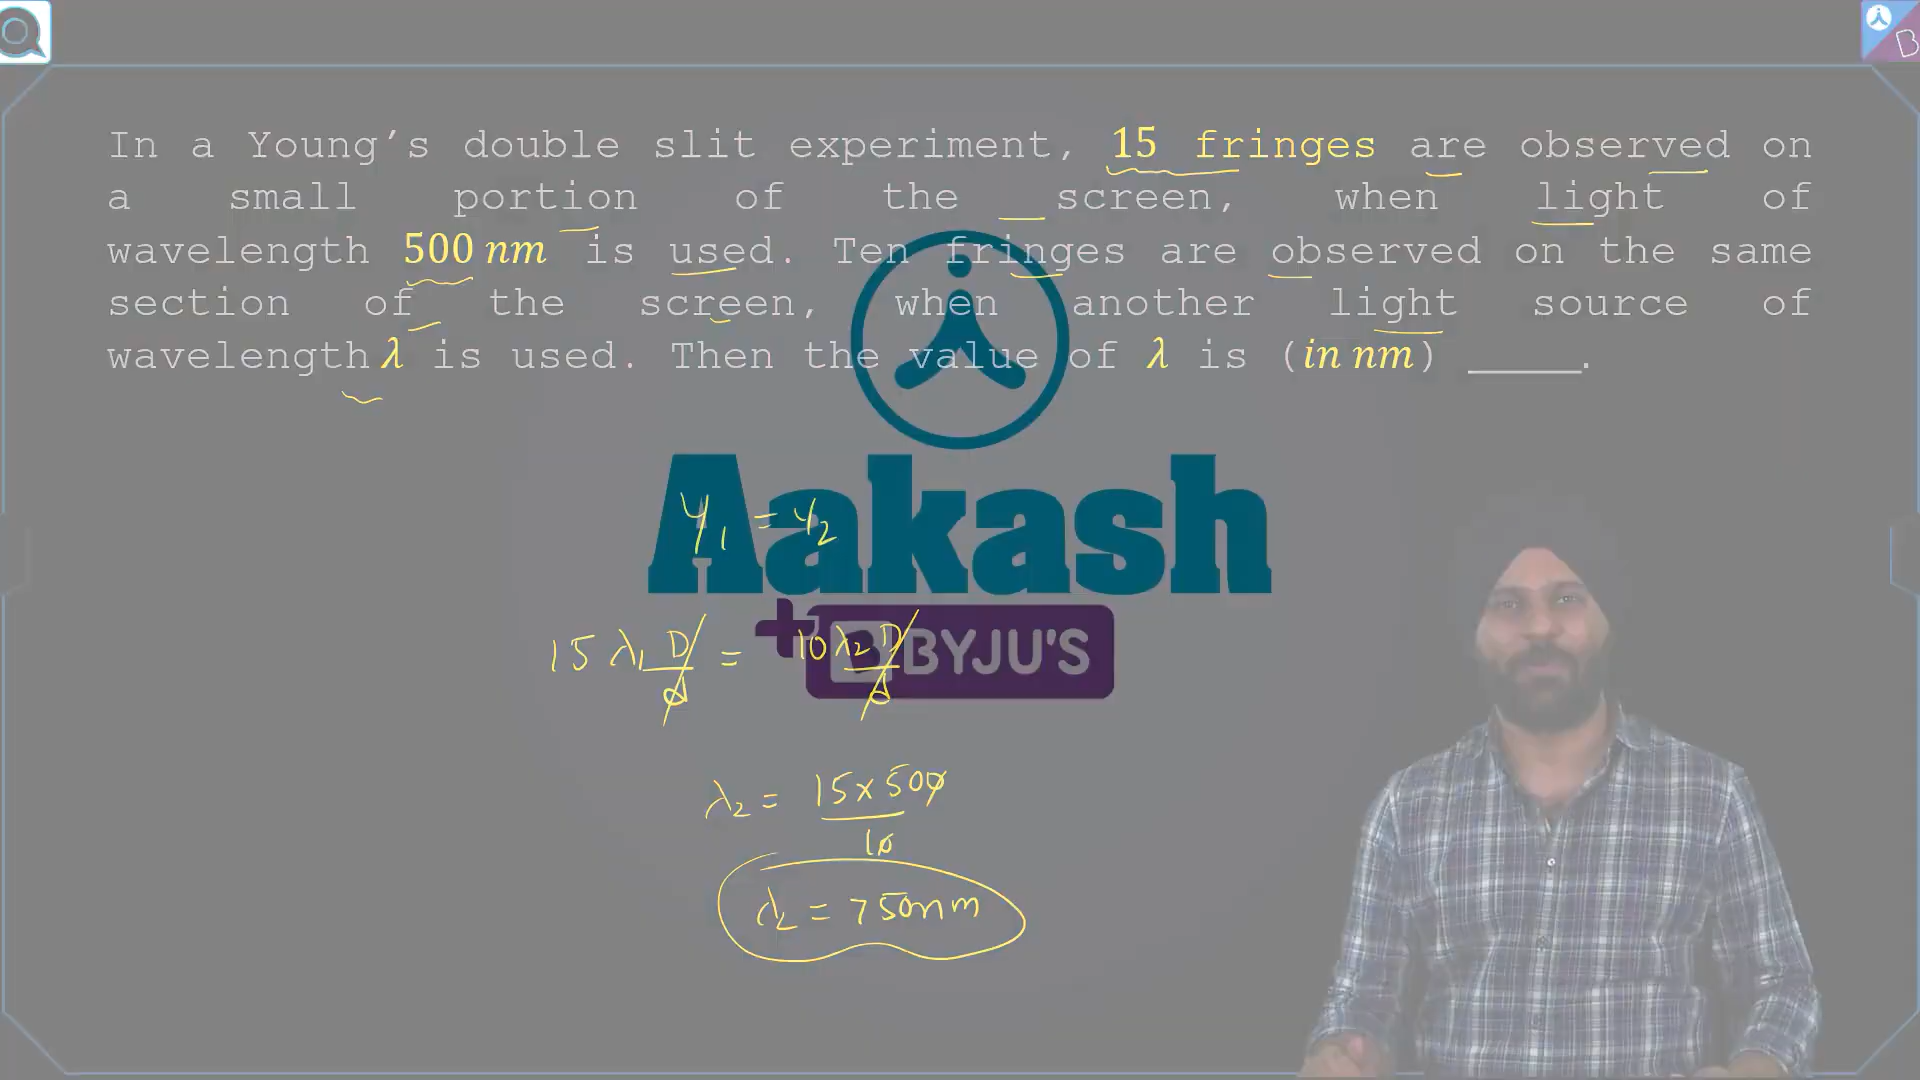 In a Young’s double slit experiment, 15 fringes are observed on
a small portion of the screen, when light of
wavelength 500 nm is used. Ten fringes are observed on the same
section of the screen, when another light source of
wavelength λ is used. Then the value of λ is (in nm) _____.
Aakash
+ B BYJU'S
B
Y₁ = Y₂
15 λ₁ D/d = 10 λ₂ D/d
λ₂ = 15 x 500 / 10
λ₂ = 750nm